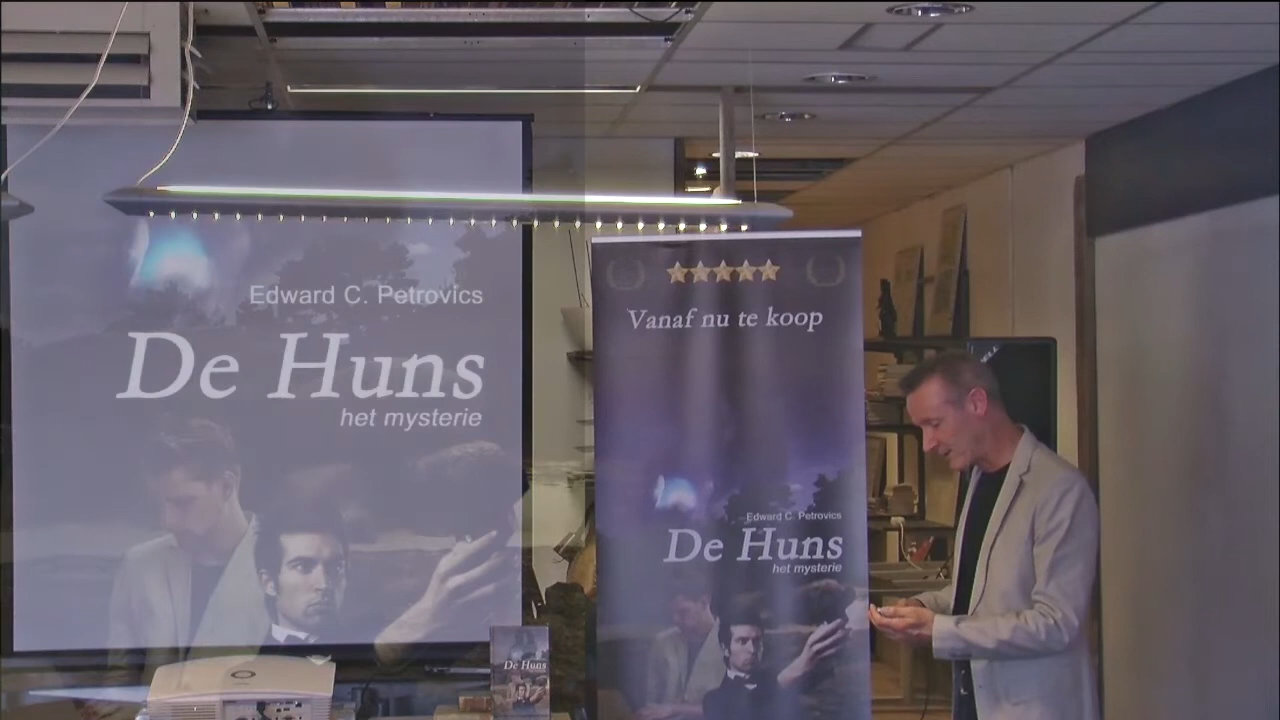 Edward C. Petrovics
De Huns
het mysterie
Vanaf nu te koop
Edward C. Petrovics
De Huns
het mysterie
De Huns